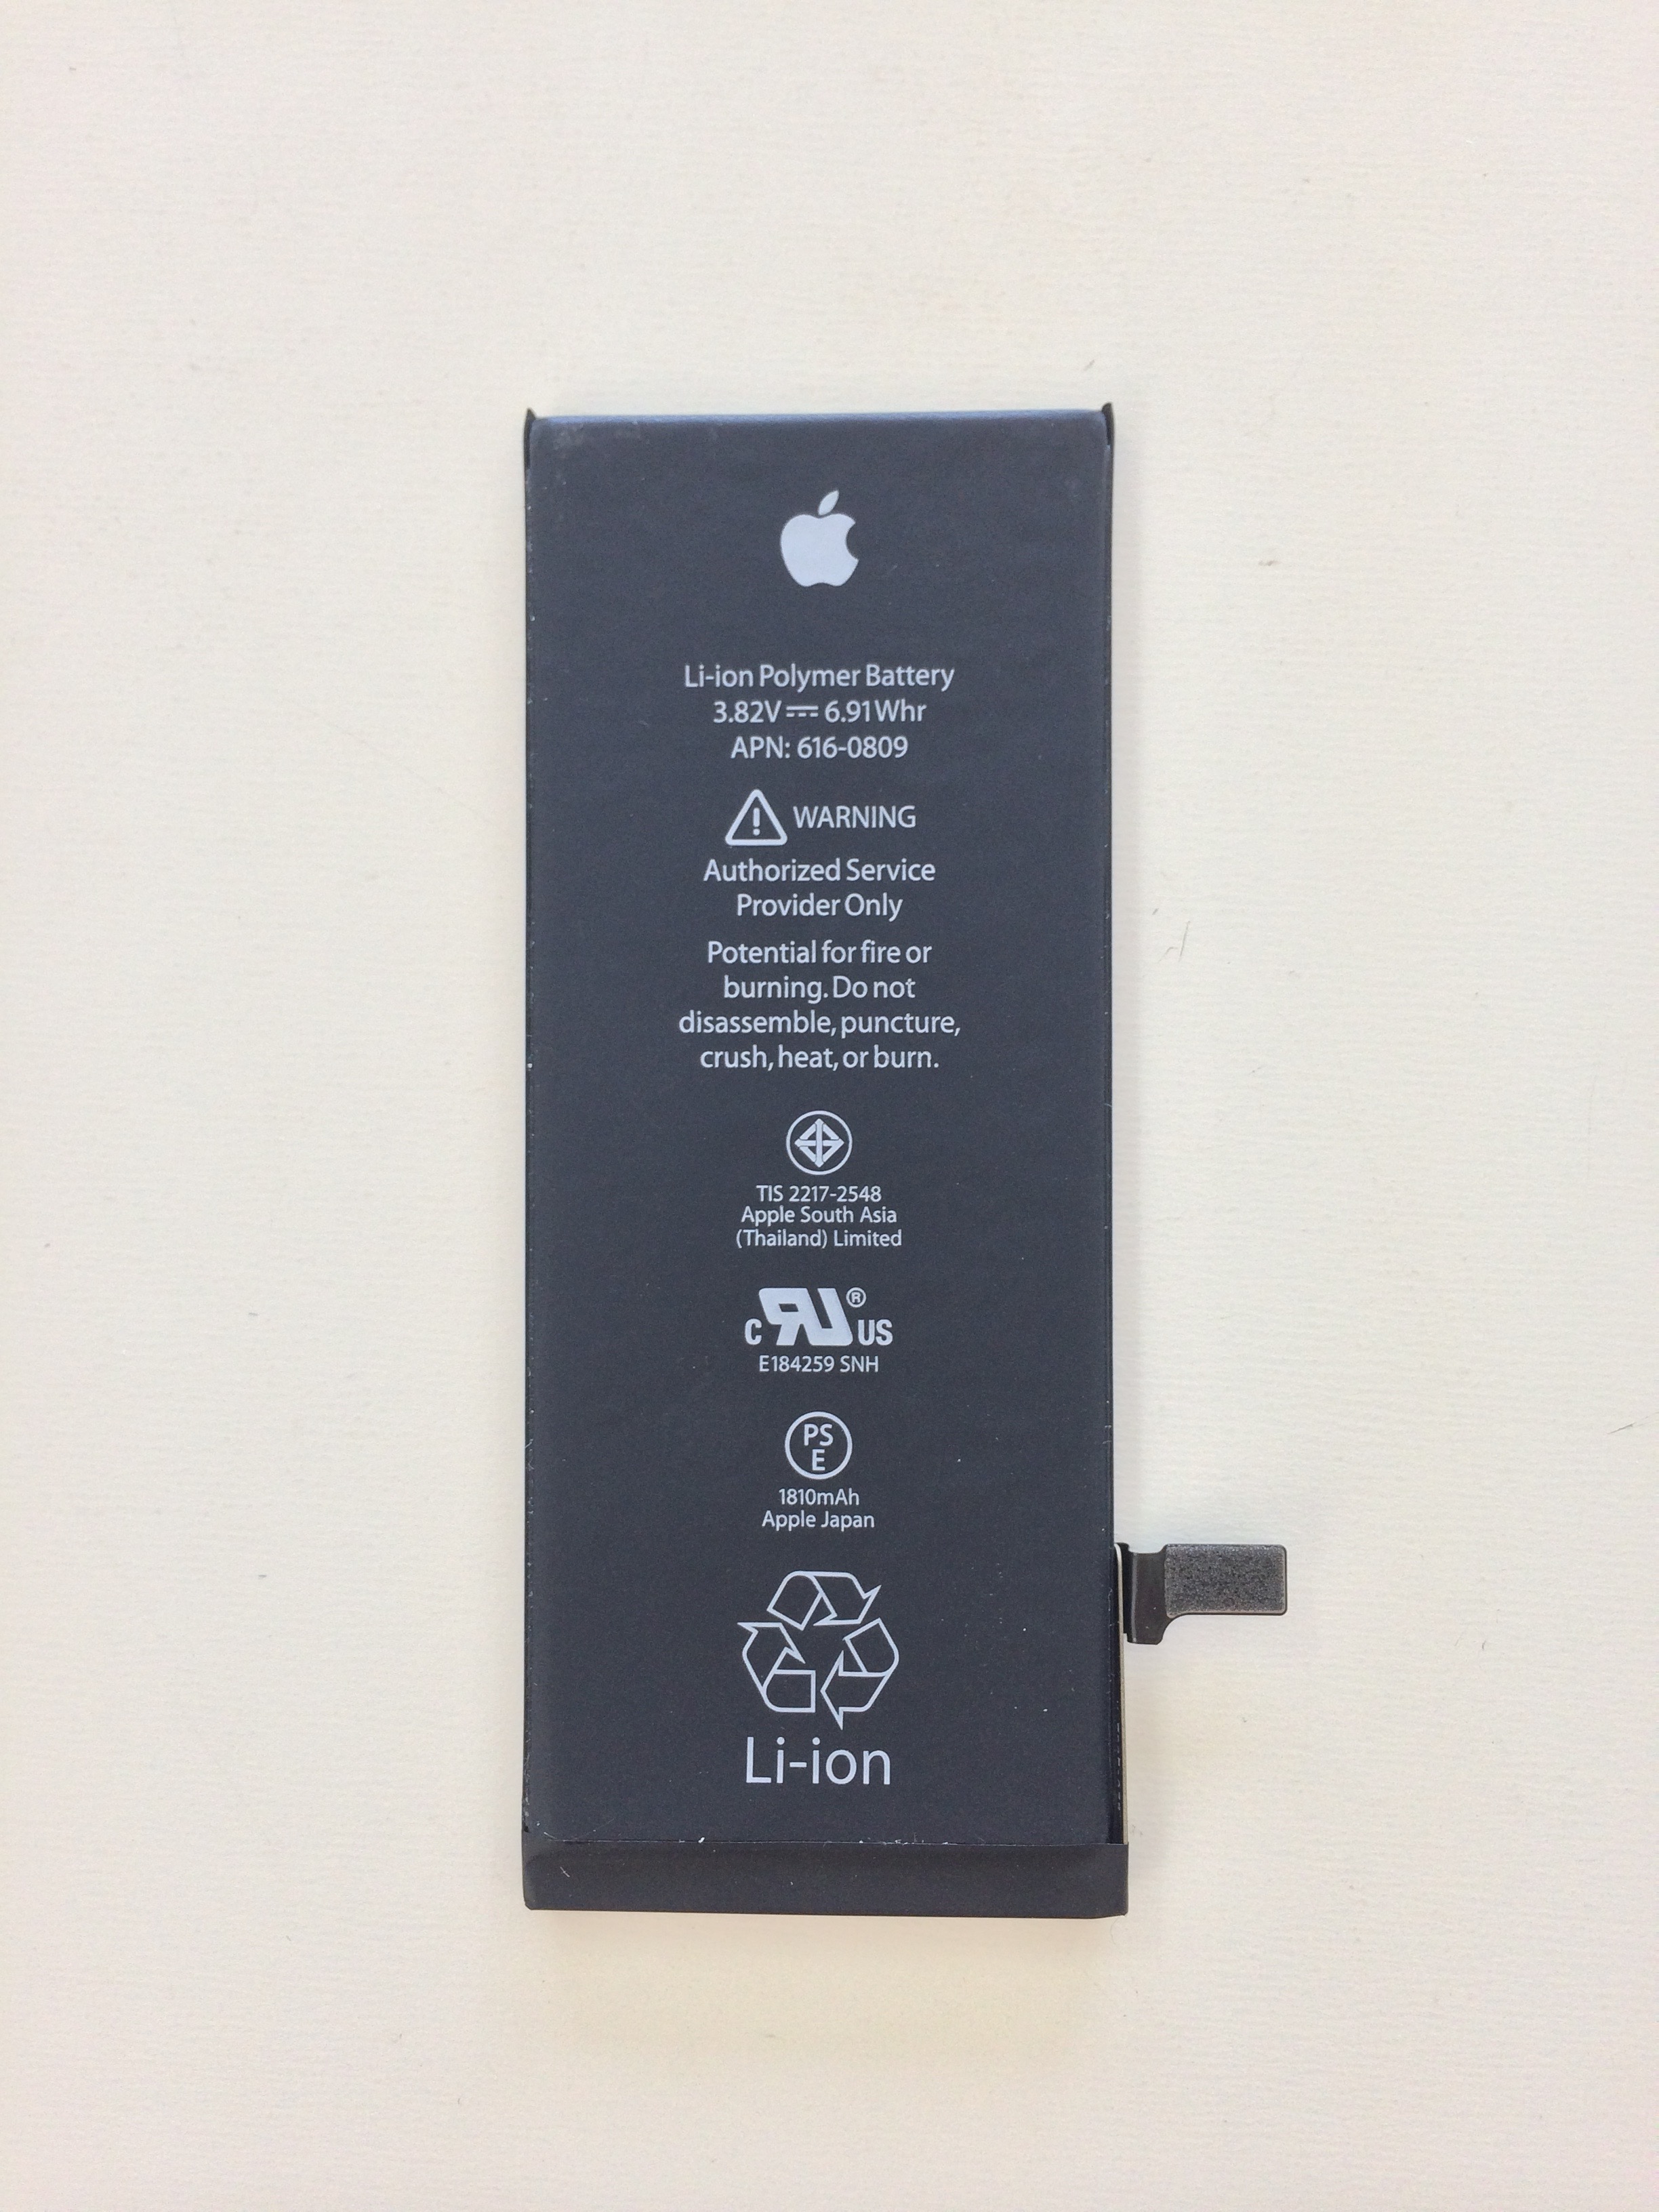 Li-ion Polymer Battery
3.82V ⎓ 6.91Whr
APN: 616-0809
WARNING
Authorized Service
Provider Only
Potential for fire or
burning. Do not
disassemble, puncture,
crush, heat, or burn.
TIS 2217-2548
Apple South Asia
(Thailand) Limited
C RU® US
E184259 SNH
PS
E
1810mAh
Apple Japan
Li-ion